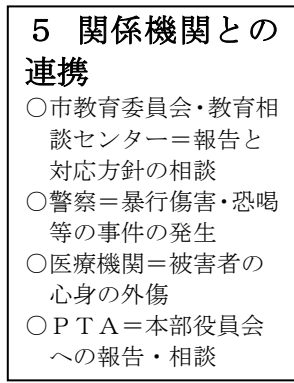 ５ 関係機関との
連携
○市教育委員会・教育相
談センター＝報告と
対応方針の相談
○警察＝暴行傷害・恐喝
等の事件の発生
○医療機関＝被害者の
心身の外傷
○ＰＴＡ＝本部役員会
への報告・相談